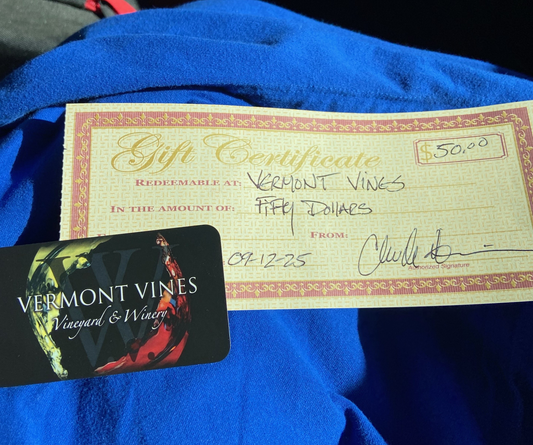 Gift Certificate
$50.00
REDEEMABLE AT: VERMONT VINES
IN THE AMOUNT OF: FIFTY DOLLARS
FROM:
09-12-25
Authorized Signature
VERMONT VINES
Vineyard & Winery